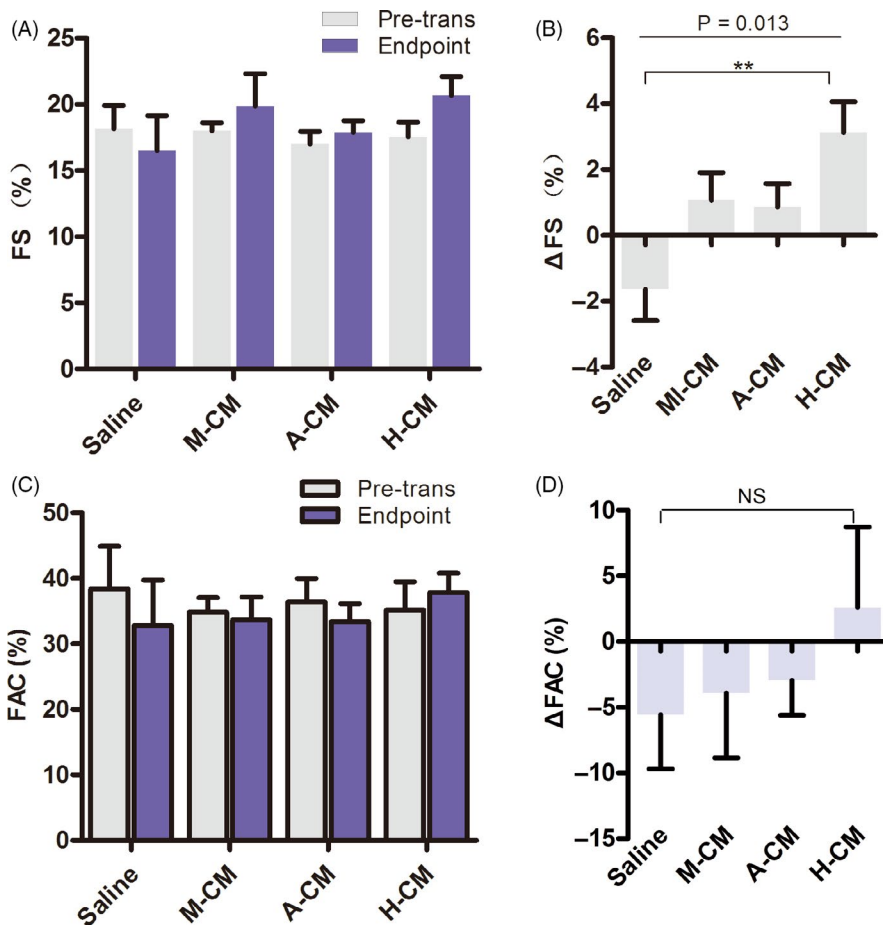 (A)
Pre-trans
Endpoint
FS (%)
25
20
15
10
5
0
Saline
M-CM
A-CM
H-CM
(B)
P = 0.013
**
ΔFS (%)
6
4
2
0
–2
–4
Saline
MI-CM
A-CM
H-CM
(C)
Pre-trans
Endpoint
FAC (%)
50
40
30
20
10
0
Saline
M-CM
A-CM
H-CM
(D)
NS
ΔFAC (%)
10
5
0
–5
–10
–15
Saline
M-CM
A-CM
H-CM